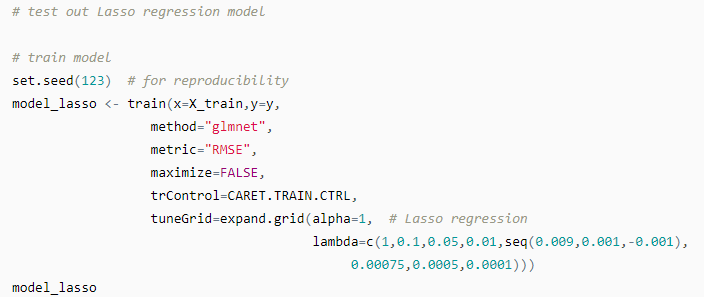 # test out Lasso regression model
# train model
set.seed(123)  # for reproducibility
model_lasso <- train(x=X_train,y=y,
                  method="glmnet",
                  metric="RMSE",
                  maximize=FALSE,
                  trControl=CARET.TRAIN.CTRL,
                  tuneGrid=expand.grid(alpha=1,  # Lasso regression
                                       lambda=c(1,0.1,0.05,0.01,seq(0.009,0.001,-0.001),
                                            0.00075,0.0005,0.0001)))
model_lasso